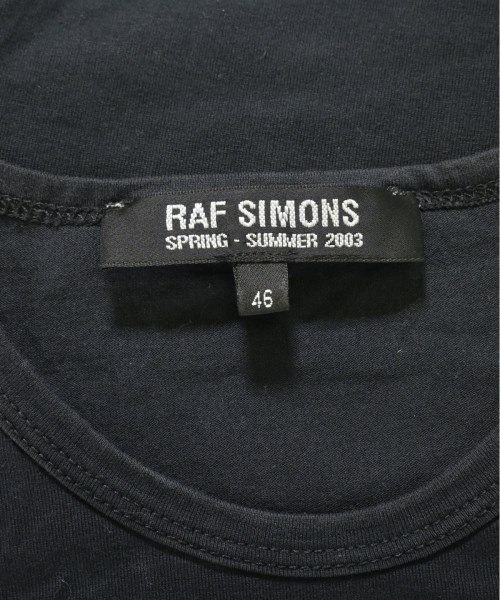 RAF SIMONS
SPRING - SUMMER 2003
46